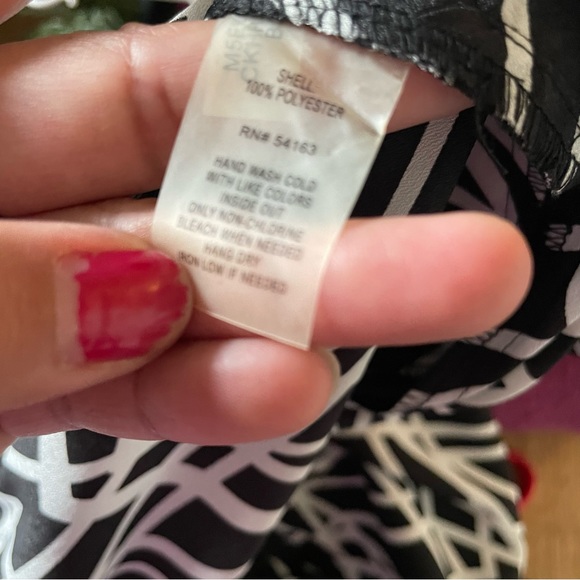 SHELL
100% POLYESTER
RN# 54163
HAND WASH COLD
WITH LIKE COLORS
INSIDE OUT
ONLY NON-CHLORINE
BLEACH WHEN NEEDED
HANG DRY
IRON LOW IF NEEDED